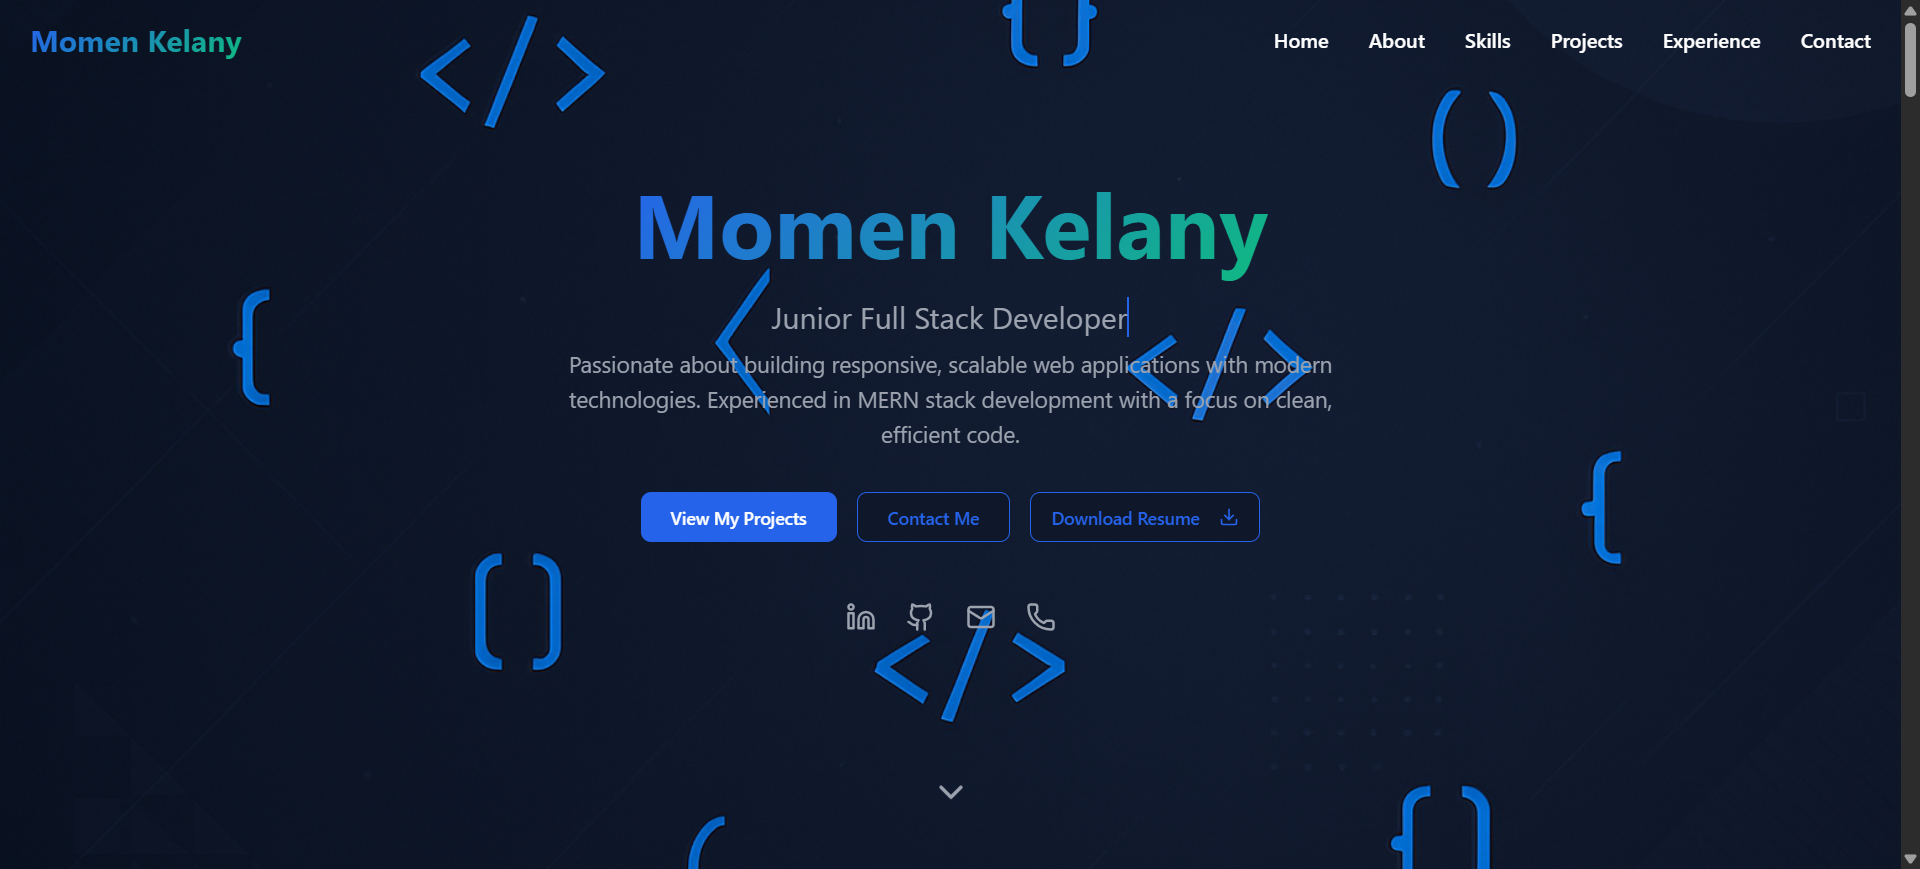 Momen Kelany
Home About Skills Projects Experience Contact
</>
{ }
( )
Momen Kelany
{
<
Junior Full Stack Developer
</>
Passionate about building responsive, scalable web applications with modern
technologies. Experienced in MERN stack development with a focus on clean,
efficient code.
{
View My Projects Contact Me Download Resume
[ ]
in
</>
(
{ ]